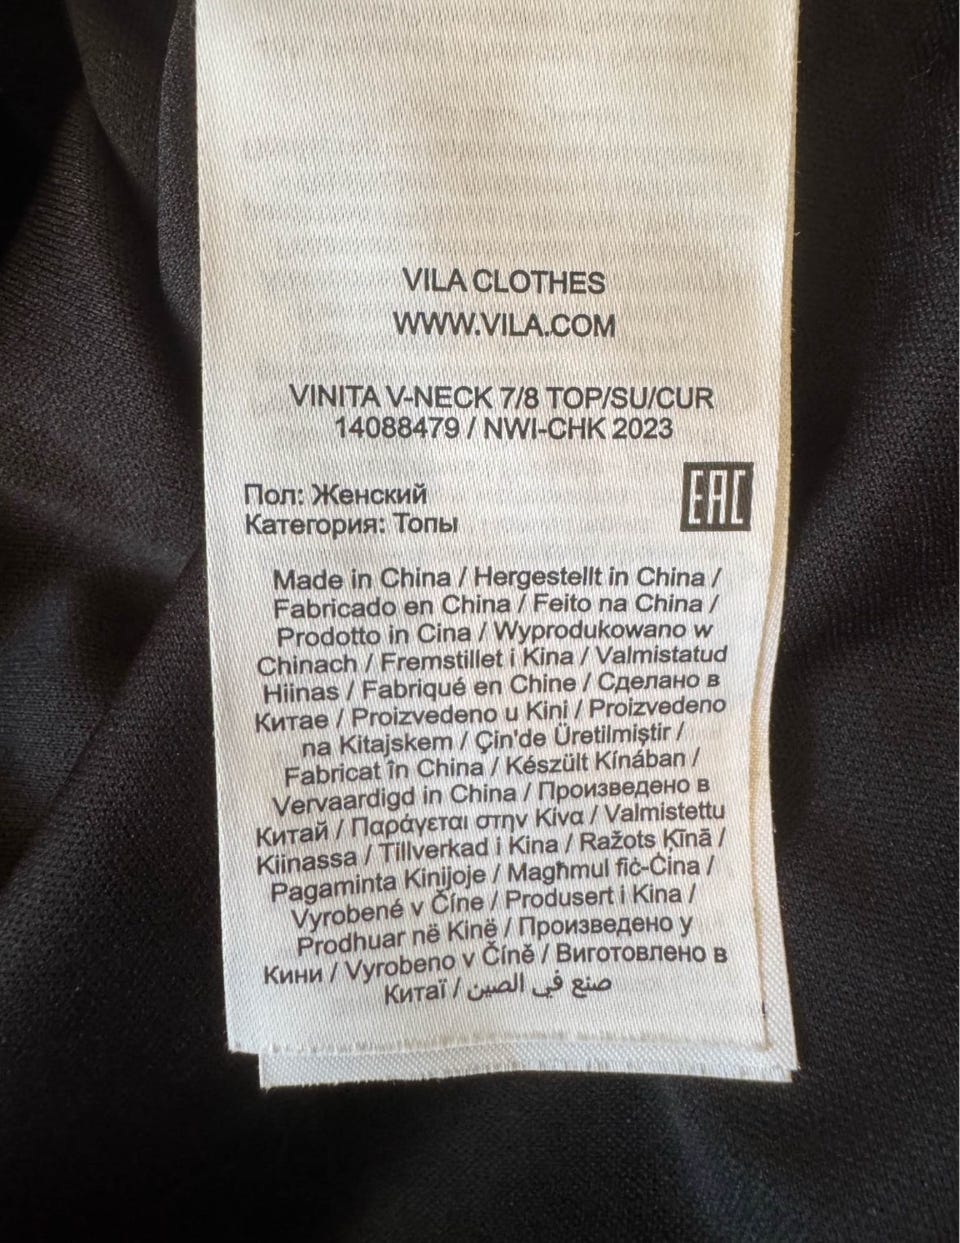 VILA CLOTHES
WWW.VILA.COM
VINITA V-NECK 7/8 TOP/SU/CUR
14088479 / NWI-CHK 2023
Пол: Женский
Категория: Топы
EAC
Made in China / Hergestellt in China /
Fabricado en China / Feito na China /
Prodotto in Cina / Wyprodukowano w
Chinach / Fremstillet i Kina / Valmistatud
Hiinas / Fabriqué en Chine / Сделано в
Китае / Proizvedeno u Kini / Proizvedeno
na Kitajskem / Çin'de Üretilmiştir /
Fabricat în China / Készült Kínában /
Vervaardigd in China / Произведено в
Китай / Παράγεται στην Κίνα / Valmistettu
Kiinassa / Tillverkad i Kina / Ražots Ķīnā /
Pagaminta Kinijoje / Magħmul fiċ-Ċina /
Vyrobené v Číne / Produsert i Kina /
Prodhuar në Kinë / Произведено у
Кини / Vyrobeno v Číně / Виготовлено в
Китаї / صنع في الصين